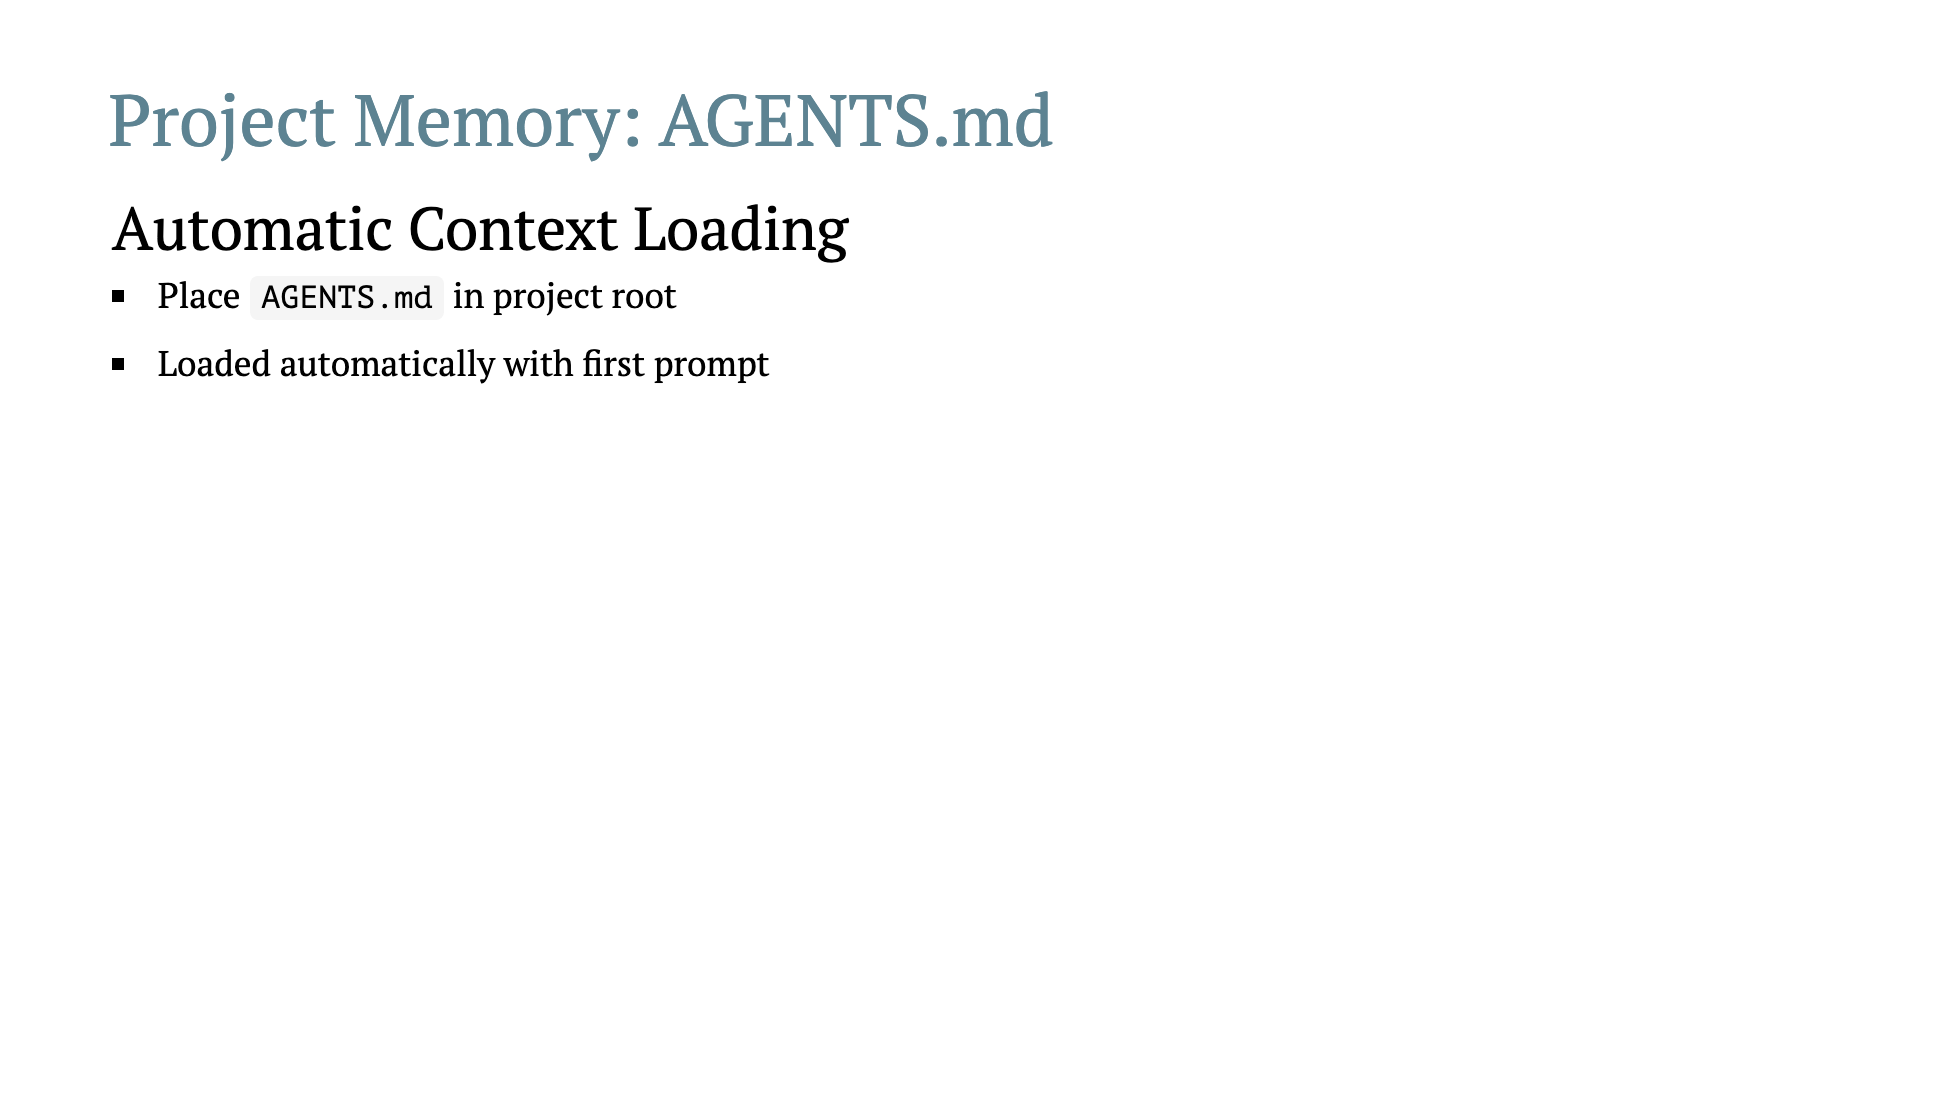 Project Memory: AGENTS.md
Automatic Context Loading
▪ Place AGENTS.md in project root
▪ Loaded automatically with first prompt